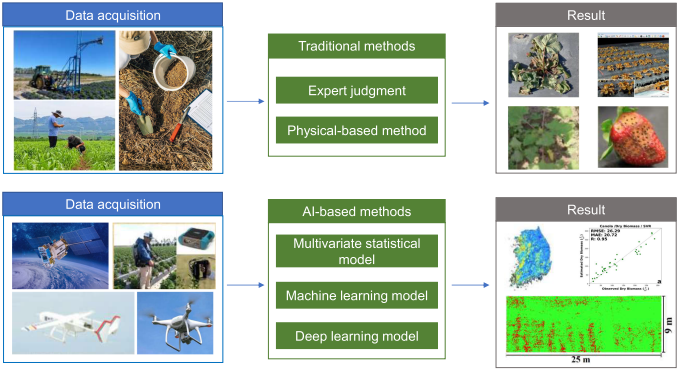 Data acquisition
Traditional methods
Expert judgment
Physical-based method
Result
Data acquisition
AI-based methods
Multivariate statistical
model
Machine learning model
Deep learning model
Result
Canola /Dry Biomass / SVR
RMSE: 26.29
MAE: 20.72
R: 0.95
Estimated Dry Biomass
a
Observed Dry Biomass
9 m
25 m